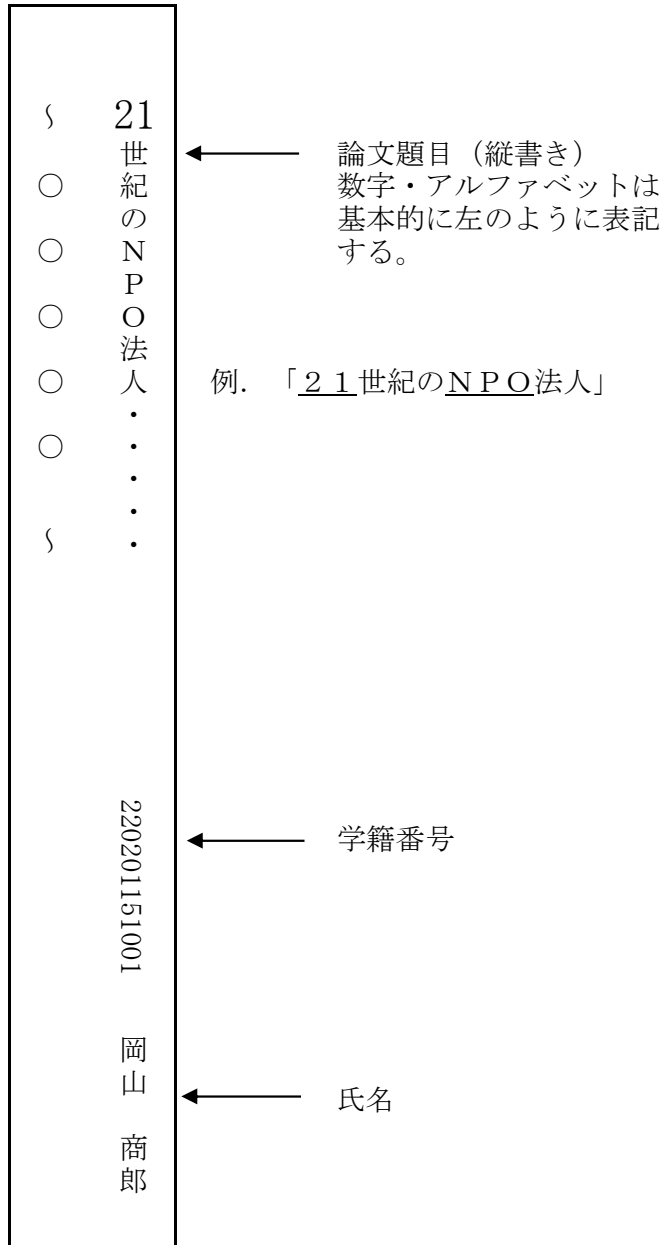 21世紀のＮＰＯ法人・・・・・
～○○○○○～
論文題目（縦書き）
数字・アルファベットは
基本的に左のように表記
する。
例．「２１世紀のＮＰＯ法人」
220201151001
学籍番号
岡山　商郎
氏名